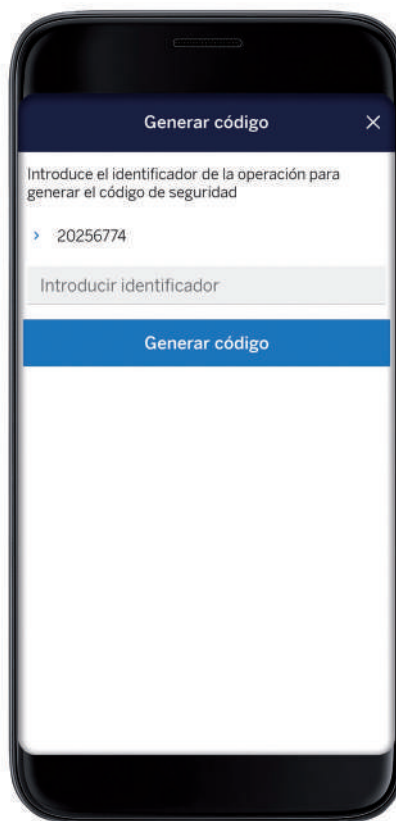 Generar código
Introduce el identificador de la operación para
generar el código de seguridad
20256774
Introducir identificador
Generar código